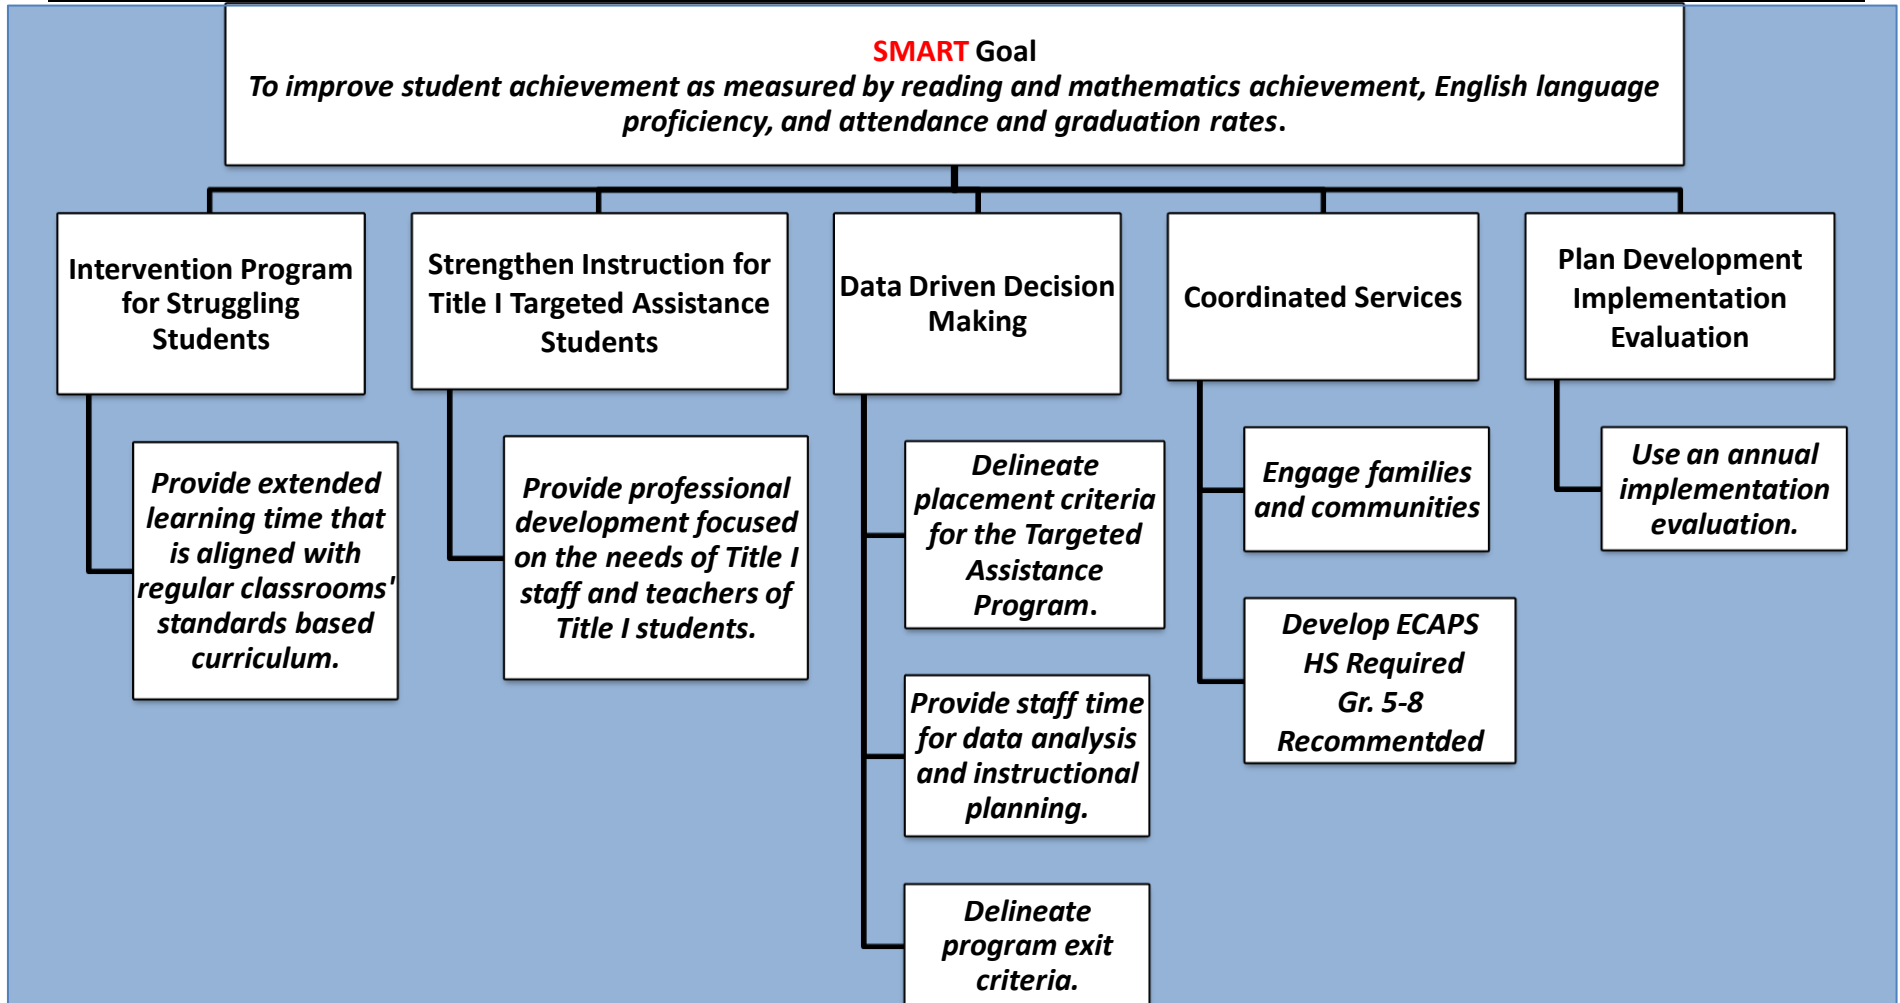 SMART Goal
To improve student achievement as measured by reading and mathematics achievement, English language
proficiency, and attendance and graduation rates.
Intervention Program
for Struggling
Students
Provide extended
learning time that
is aligned with
regular classrooms'
standards based
curriculum.
Strengthen Instruction for
Title I Targeted Assistance
Students
Provide professional
development focused
on the needs of Title I
staff and teachers of
Title I students.
Data Driven Decision
Making
Delineate
placement criteria
for the Targeted
Assistance
Program.
Provide staff time
for data analysis
and instructional
planning.
Delineate
program exit
criteria.
Coordinated Services
Engage families
and communities
Develop ECAPS
HS Required
Gr. 5-8
Recommentded
Plan Development
Implementation
Evaluation
Use an annual
implementation
evaluation.